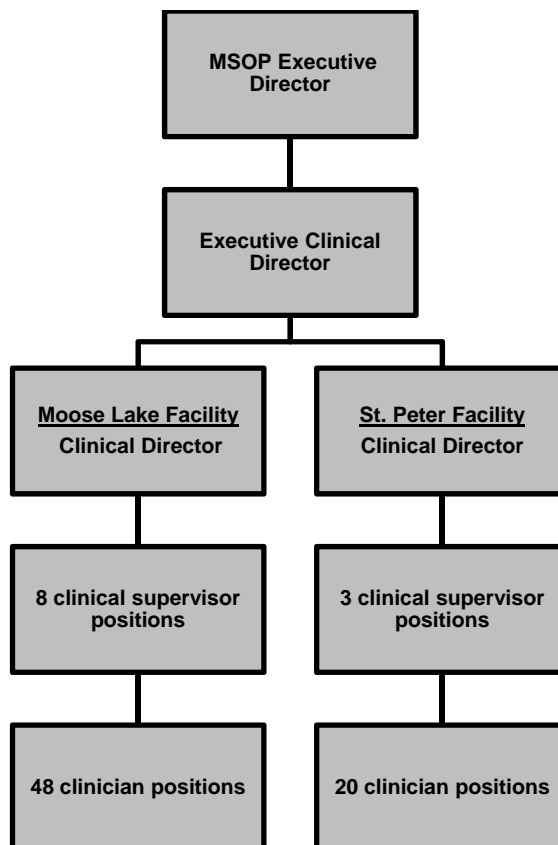 MSOP Executive
Director
Executive Clinical
Director
Moose Lake Facility
Clinical Director
St. Peter Facility
Clinical Director
8 clinical supervisor
positions
3 clinical supervisor
positions
48 clinician positions
20 clinician positions